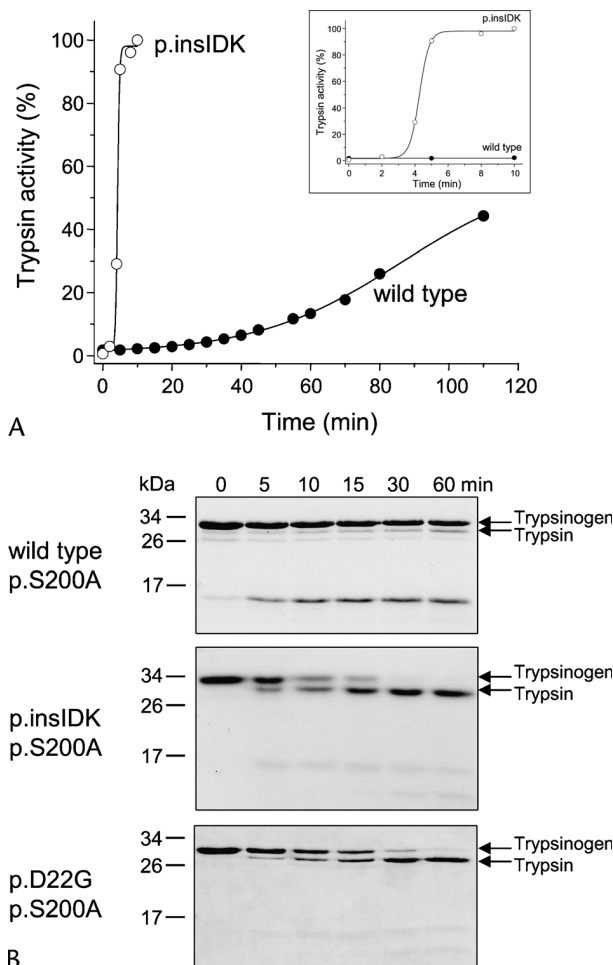 100
80
60
40
20
0
Trypsin activity (%)
0 20 40 60 80 100 120
Time (min)
p.insIDK
wild type
p.insIDK
100
80
60
40
20
0
Trypsin activity (%)
wild type
0 2 4 6 8 10
Time (min)
A
kDa 0 5 10 15 30 60 min
wild type
p.S200A
34
26
17
Trypsinogen
Trypsin
p.insIDK
p.S200A
34
26
17
Trypsinogen
Trypsin
p.D22G
p.S200A
34
26
17
Trypsinogen
Trypsin
B